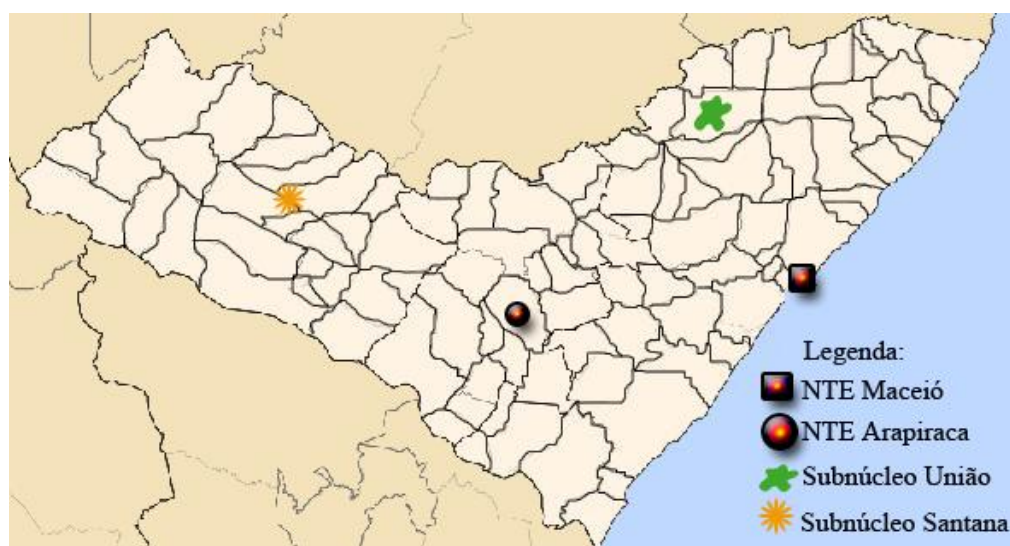 Legenda:
NTE Maceió
NTE Arapiraca
Subnúcleo União
Subnúcleo Santana